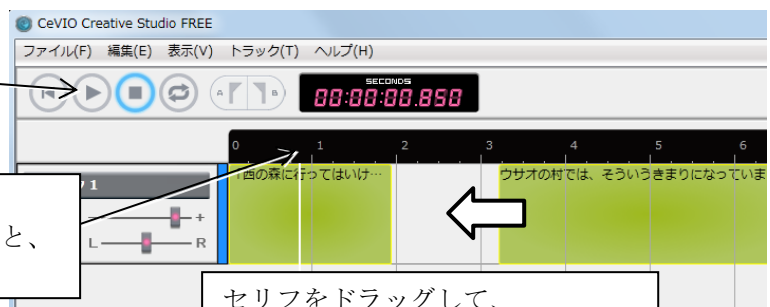 CeVIO Creative Studio FREE
ファイル(F) 編集(E) 表示(V) トラック(T) ヘルプ(H)
A B
SECONDS
00:00:00.850
0 1 2 3 4 5 6
1
「西の森に行ってはいけ…
ウサオの村では、そういうきまりになっていま
+
と、
L R
セリフをドラッグして、